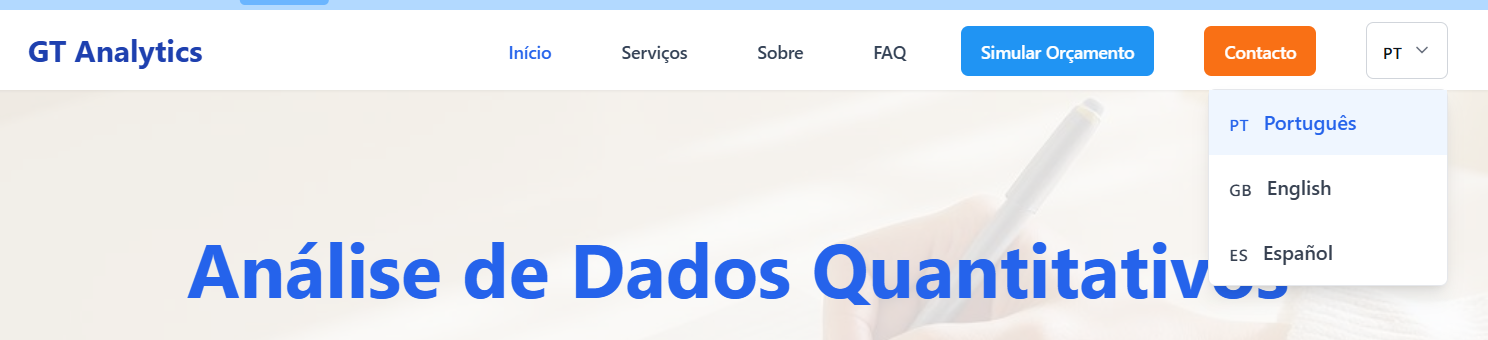 GT Analytics
Início
Serviços
Sobre
FAQ
Simular Orçamento
Contacto
PT
PT Português
GB English
ES Español
Análise de Dados Quantitativos